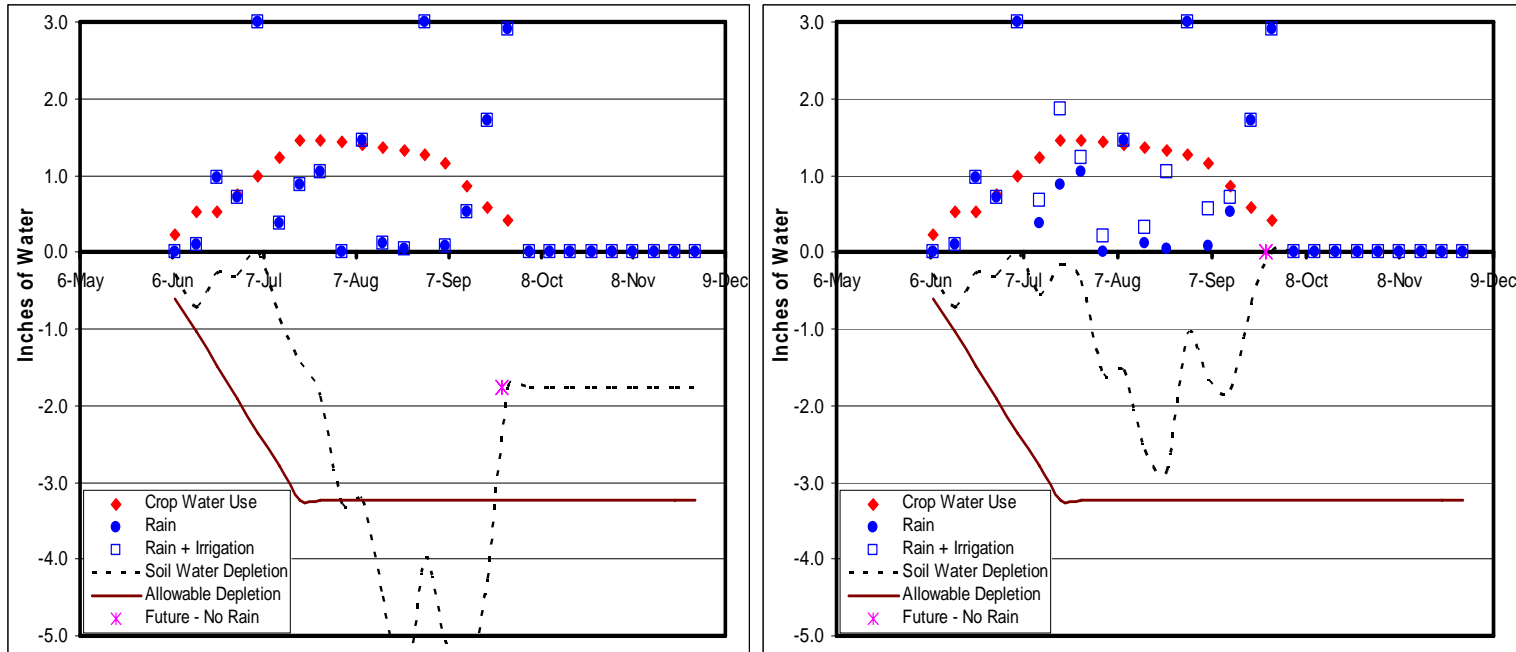 3.0
2.0
1.0
0.0
-1.0
-2.0
-3.0
-4.0
-5.0
Inches of Water
6-May
6-Jun
7-Jul
7-Aug
7-Sep
8-Oct
8-Nov
9-Dec
Crop Water Use
Rain
Rain + Irrigation
Soil Water Depletion
Allowable Depletion
Future - No Rain
3.0
2.0
1.0
0.0
-1.0
-2.0
-3.0
-4.0
-5.0
Inches of Water
6-May
6-Jun
7-Jul
7-Aug
7-Sep
8-Oct
8-Nov
9-Dec
Crop Water Use
Rain
Rain + Irrigation
Soil Water Depletion
Allowable Depletion
Future - No Rain